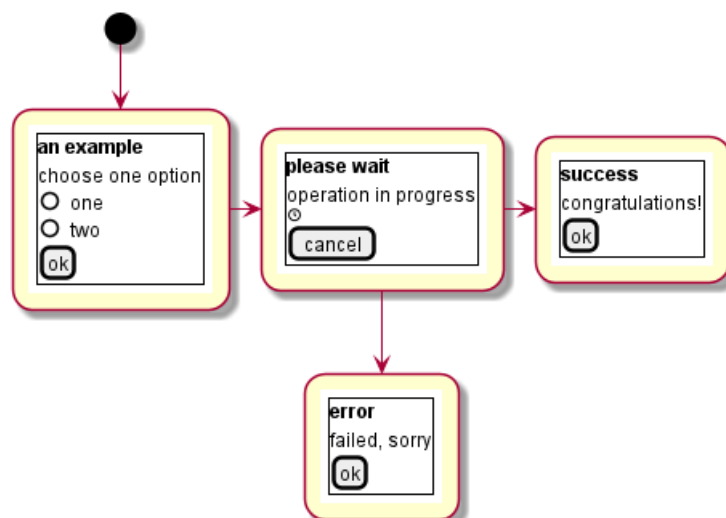 an example
choose one option
one
two
ok
please wait
operation in progress
cancel
success
congratulations!
ok
error
failed, sorry
ok